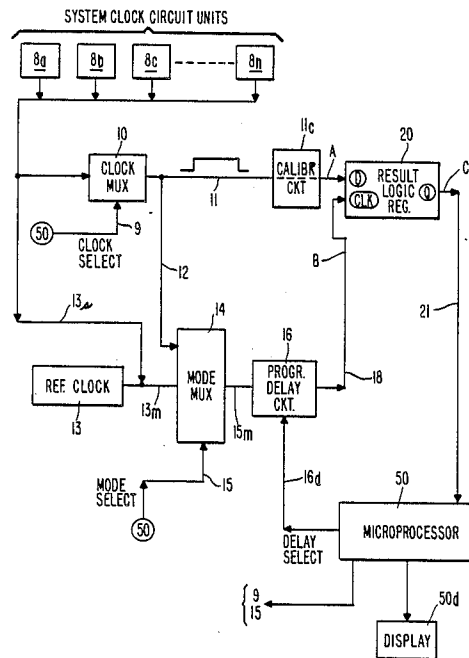 SYSTEM CLOCK CIRCUIT UNITS
8a 8b 8c 8n
11c
10
20
CLOCK MUX
11
CALIBR CKT
A
D RESULT LOGIC REG. Q
CLK
C
50
9
CLOCK SELECT
12
B
21
13s
14
16
REF. CLOCK
13
13m
MODE MUX
15m
PROGR. DELAY CKT.
18
MODE SELECT
15
50
16d
DELAY SELECT
50
MICROPROCESSOR
9
15
50d
DISPLAY